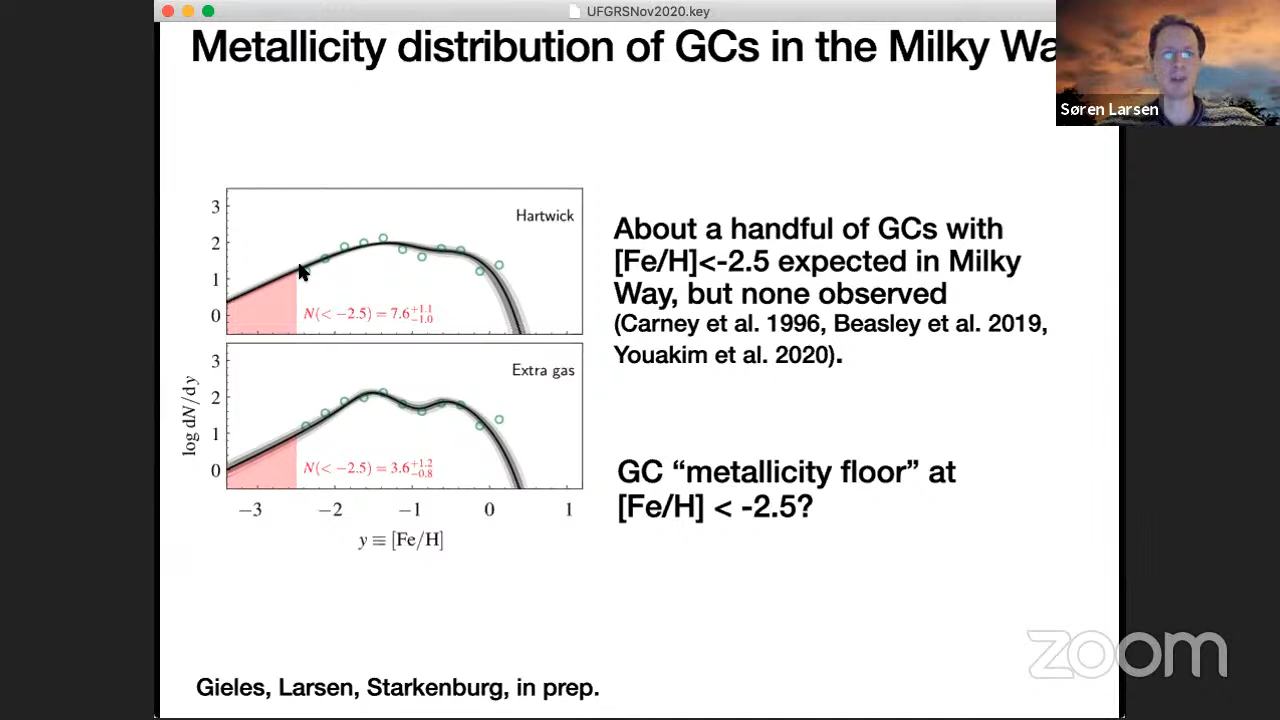 UFGRSNov2020.key
Metallicity distribution of GCs in the Milky Wa
Søren Larsen
Hartwick
3
2
1
0
N(< −2.5) = 7.6 +1.1 −1.0
Extra gas
3
2
1
0
N(< −2.5) = 3.6 +1.2 −0.8
log dN/dy
−3 −2 −1 0 1
y ≡ [Fe/H]
About a handful of GCs with
[Fe/H]<-2.5 expected in Milky
Way, but none observed
(Carney et al. 1996, Beasley et al. 2019,
Youakim et al. 2020).
GC “metallicity floor” at
[Fe/H] < -2.5?
Gieles, Larsen, Starkenburg, in prep.
zoom